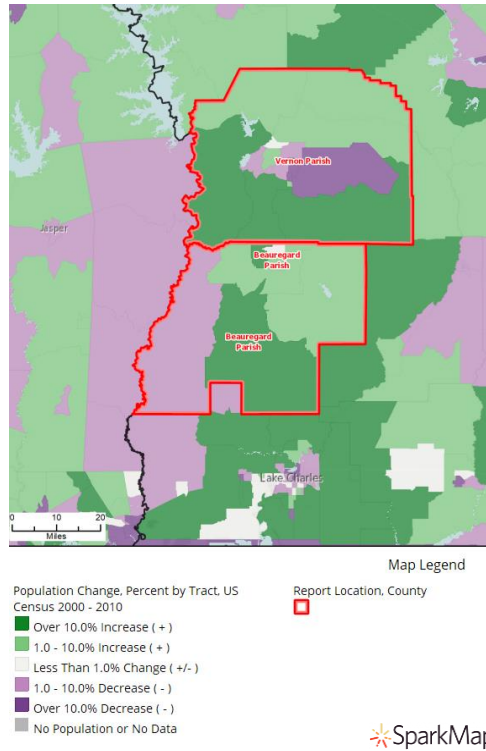 Vernon Parish
Jasper
Beauregard
Parish
Beauregard
Parish
Lake Charles
0 10 20
Miles
Map Legend
Population Change, Percent by Tract, US
Census 2000 - 2010
Over 10.0% Increase ( + )
1.0 - 10.0% Increase ( + )
Less Than 1.0% Change ( +/- )
1.0 - 10.0% Decrease ( - )
Over 10.0% Decrease ( - )
No Population or No Data
Report Location, County
SparkMap